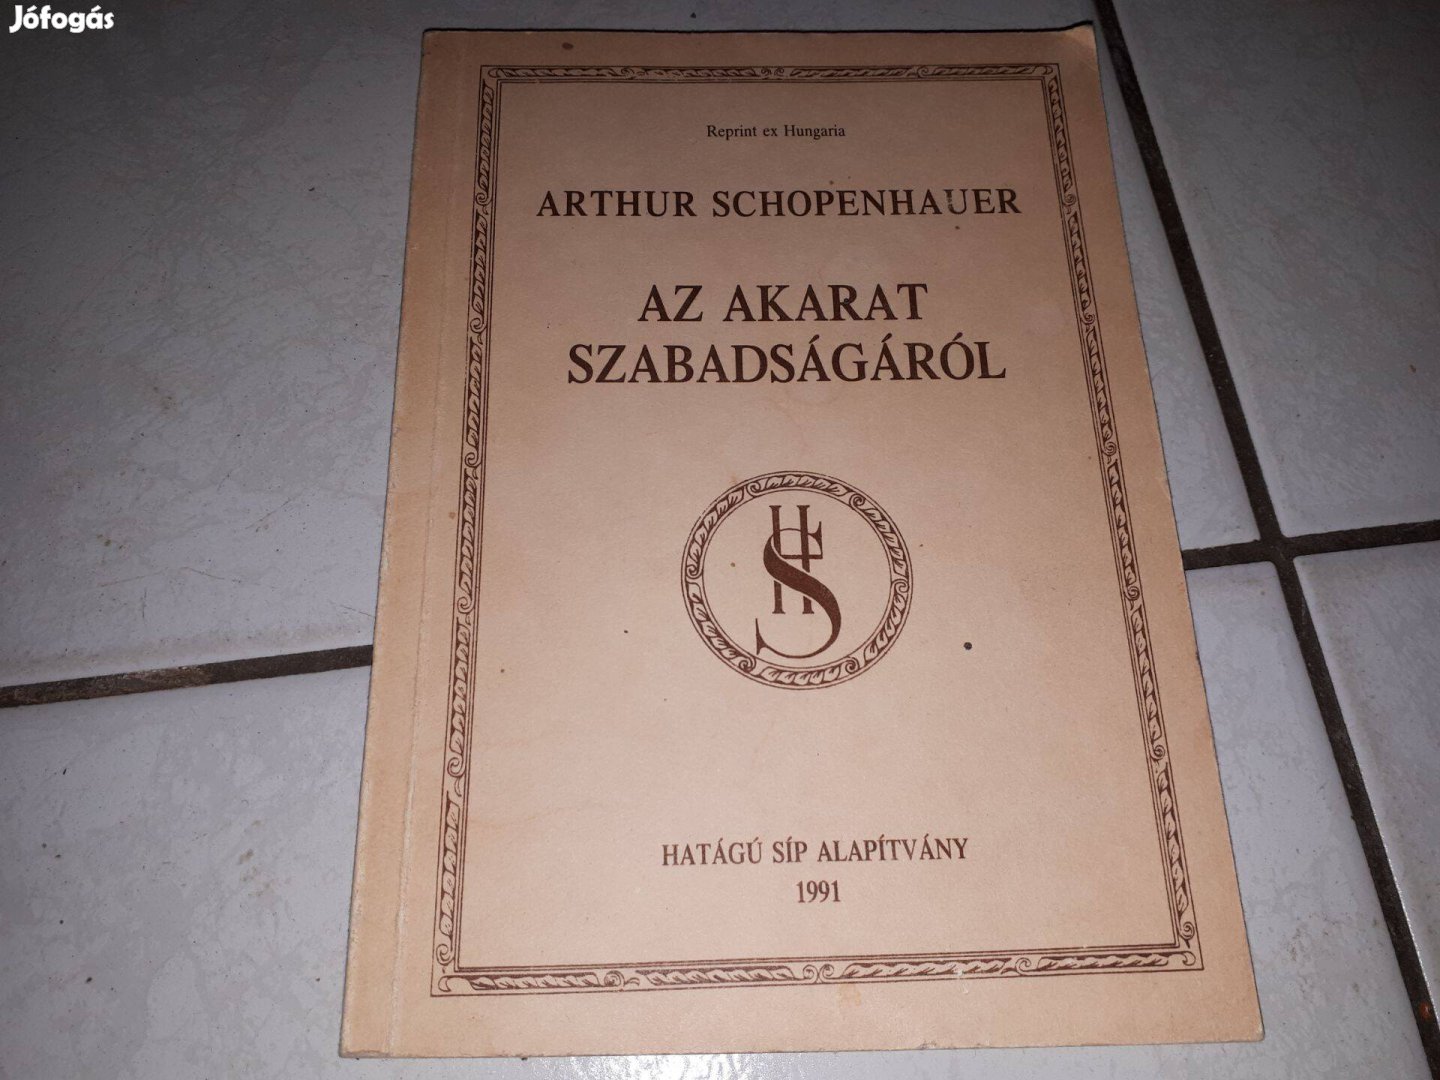 Jófogás
Reprint ex Hungaria
ARTHUR SCHOPENHAUER
AZ AKARAT
SZABADSÁGÁRÓL
HATÁGÚ SÍP ALAPÍTVÁNY
1991